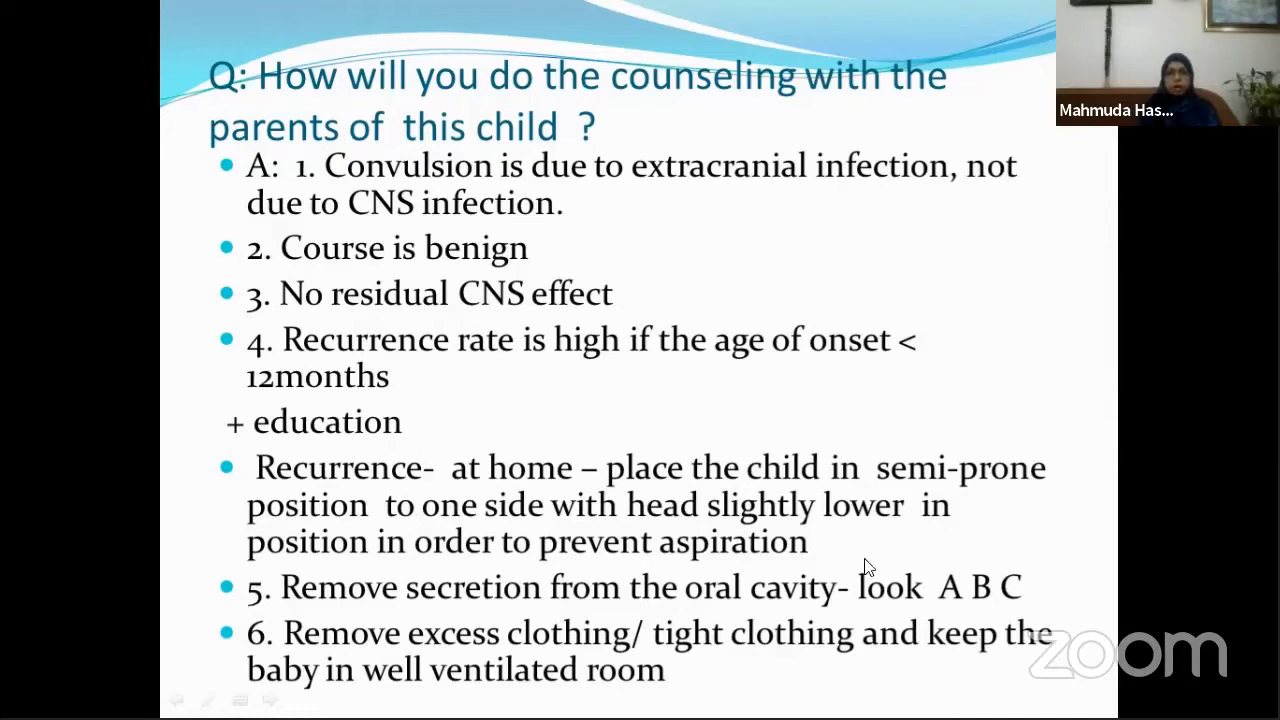 Q: How will you do the counseling with the
parents of this child ?
Mahmuda Has...
• A: 1. Convulsion is due to extracranial infection, not
due to CNS infection.
• 2. Course is benign
• 3. No residual CNS effect
• 4. Recurrence rate is high if the age of onset <
12months
+ education
• Recurrence- at home – place the child in semi-prone
position to one side with head slightly lower in
position in order to prevent aspiration
• 5. Remove secretion from the oral cavity- look A B C
• 6. Remove excess clothing/ tight clothing and keep the
baby in well ventilated room
zoom